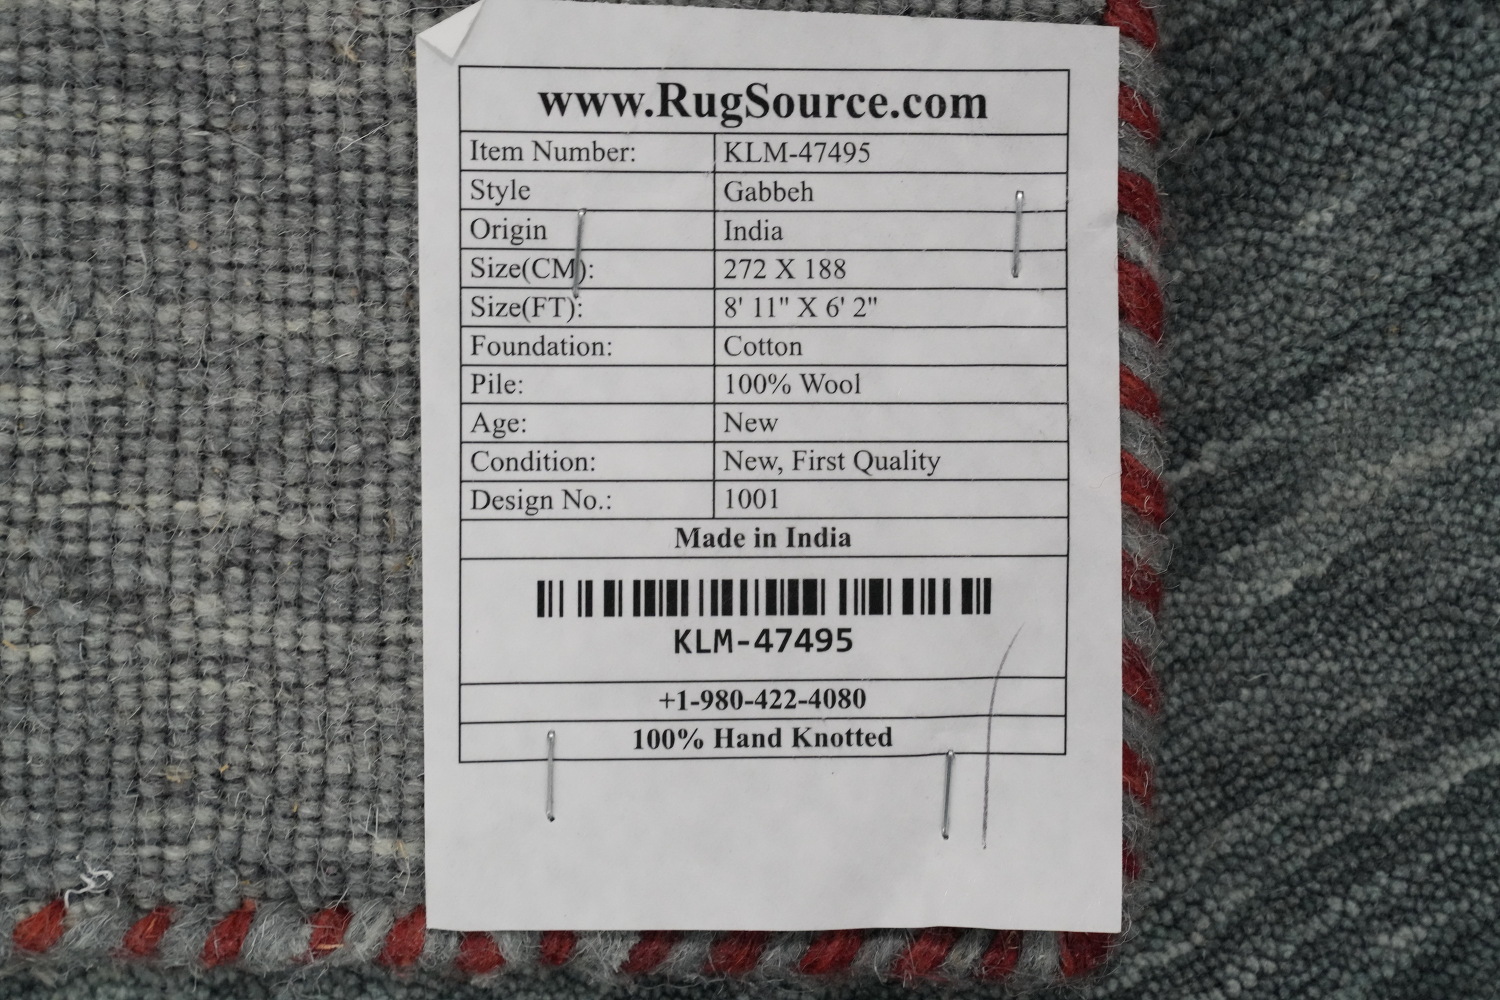 www.RugSource.com
Item Number: KLM-47495
Style Gabbeh
Origin India
Size(CM): 272 X 188
Size(FT): 8' 11" X 6' 2"
Foundation: Cotton
Pile: 100% Wool
Age: New
Condition: New, First Quality
Design No.: 1001
Made in India
KLM-47495
+1-980-422-4080
100% Hand Knotted